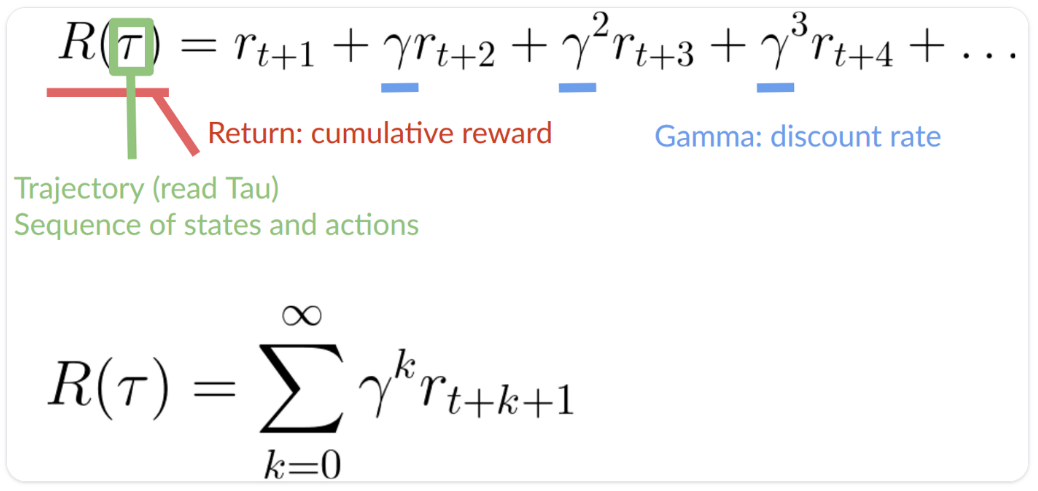 R(τ) = r_{t+1} + γr_{t+2} + γ^2r_{t+3} + γ^3r_{t+4} + ...
Return: cumulative reward
Gamma: discount rate
Trajectory (read Tau)
Sequence of states and actions
R(τ) = \sum_{k=0}^{∞} γ^k r_{t+k+1}